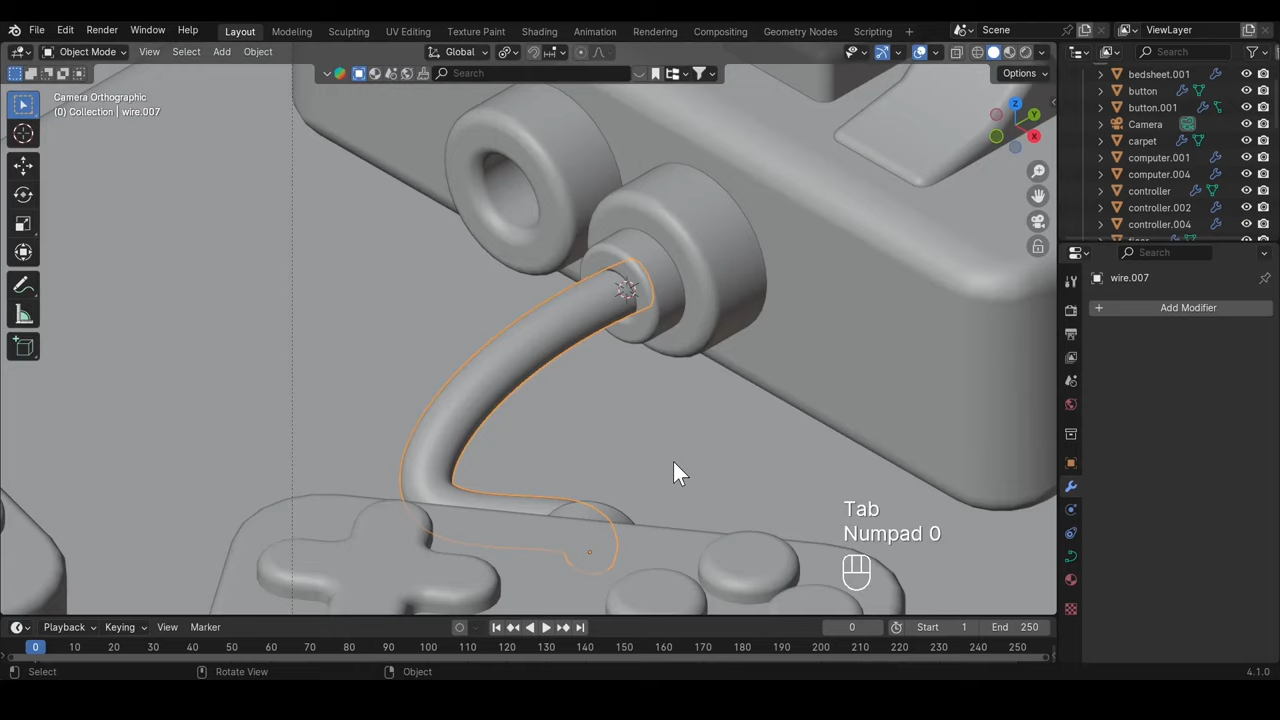 File Edit Render Window Help Layout Modeling Sculpting UV Editing Texture Paint Shading Animation Rendering Compositing Geometry Nodes Scripting + Scene ViewLayer
Object Mode View Select Add Object Global Search
Search Options
Camera Orthographic
(0) Collection | wire.007
Z
Y
X
bedsheet.001
button
button.001
Camera
carpet
computer.001
computer.004
controller
controller.002
controller.004
Search
wire.007
+ Add Modifier
Tab
Numpad 0
Playback Keying View Marker 0 Start 1 End 250
0 10 20 30 40 50 60 70 80 90 100 110 120 130 140 150 160 170 180 190 200 210 220 230 240 250
Select Rotate View Object 4.1.0